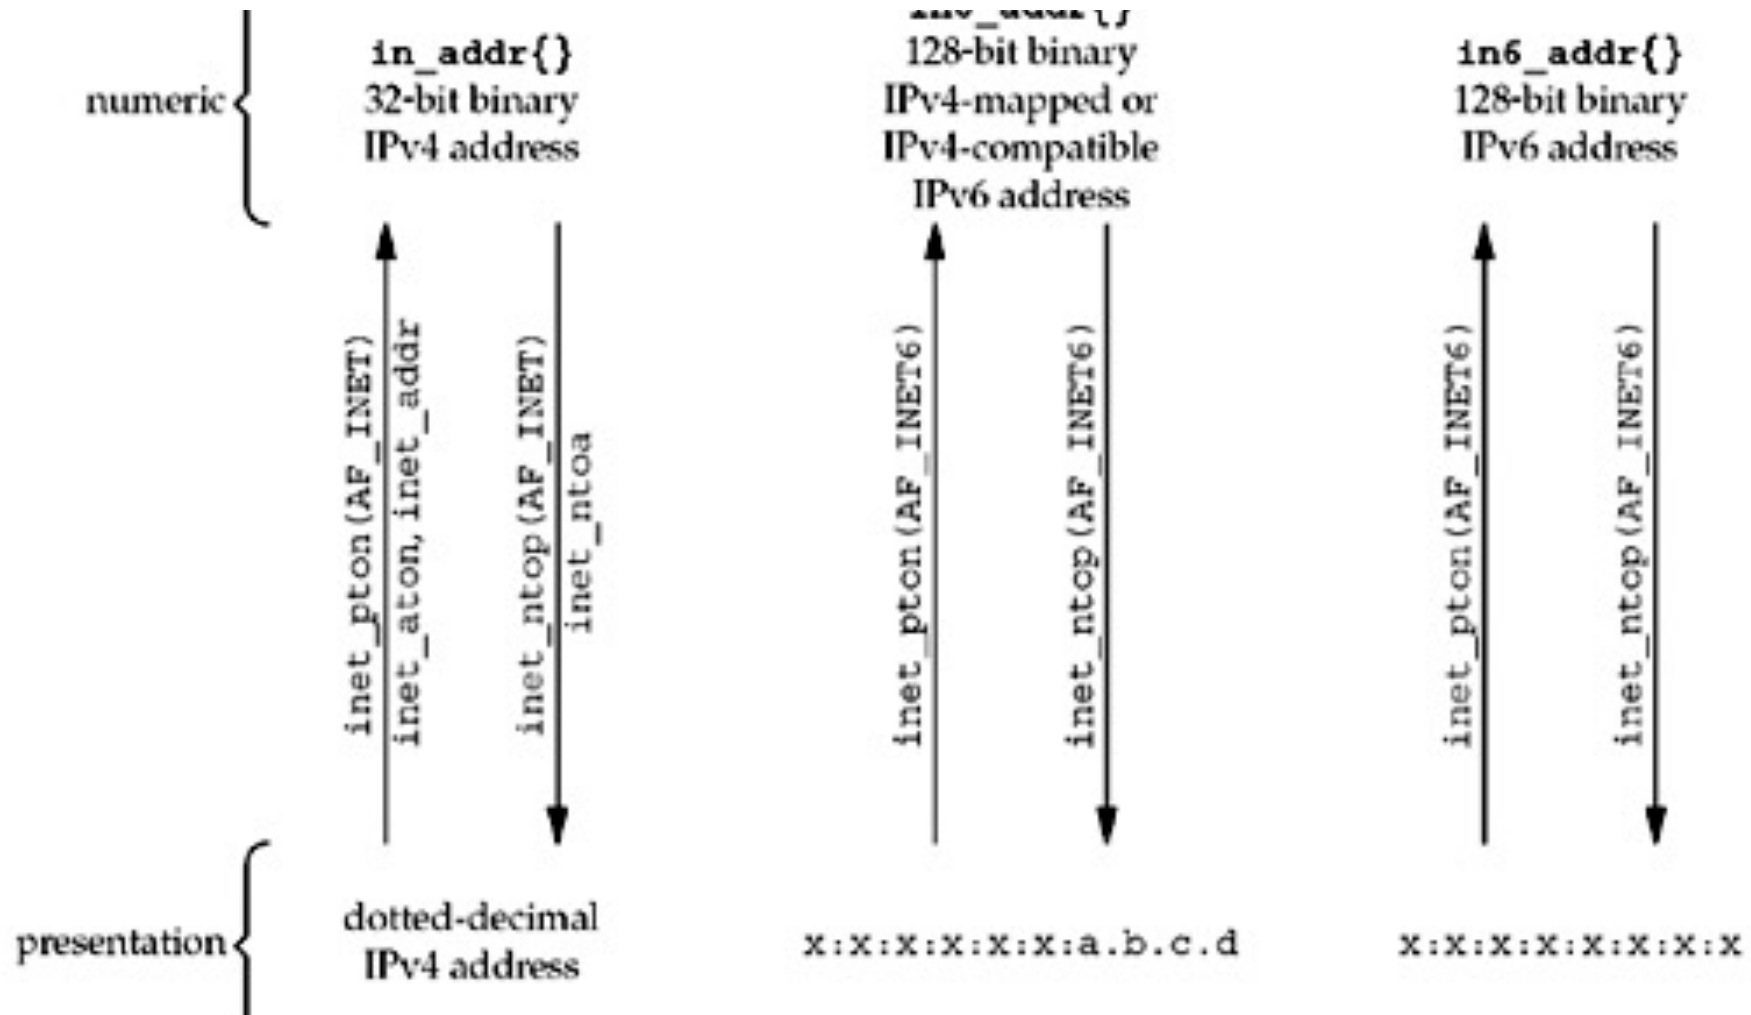 in_addr{}
32-bit binary
IPv4 address
in6_addr{}
128-bit binary
IPv4-mapped or
IPv4-compatible
IPv6 address
in6_addr{}
128-bit binary
IPv6 address
numeric
inet_pton(AF_INET)
inet_aton, inet_addr
inet_ntop(AF_INET)
inet_ntoa
inet_pton(AF_INET6)
inet_ntop(AF_INET6)
inet_pton(AF_INET6)
inet_ntop(AF_INET6)
presentation
dotted-decimal
IPv4 address
x:x:x:x:x:x:a.b.c.d
x:x:x:x:x:x:x:x